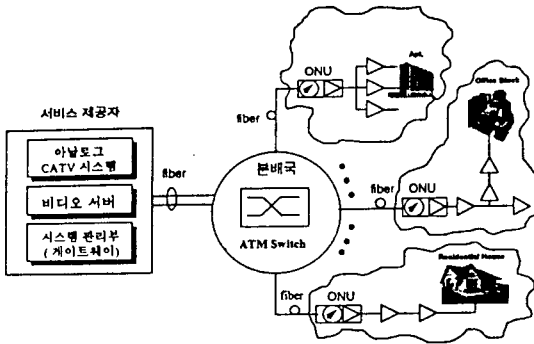 서비스 제공자
아날로그
CATV 시스템
비디오 서버
시스템 관리부
( 게이트웨이)
fiber
분배국
ATM Switch
fiber
ONU
Apt.
fiber
ONU
Office Block
fiber
ONU
Residential House